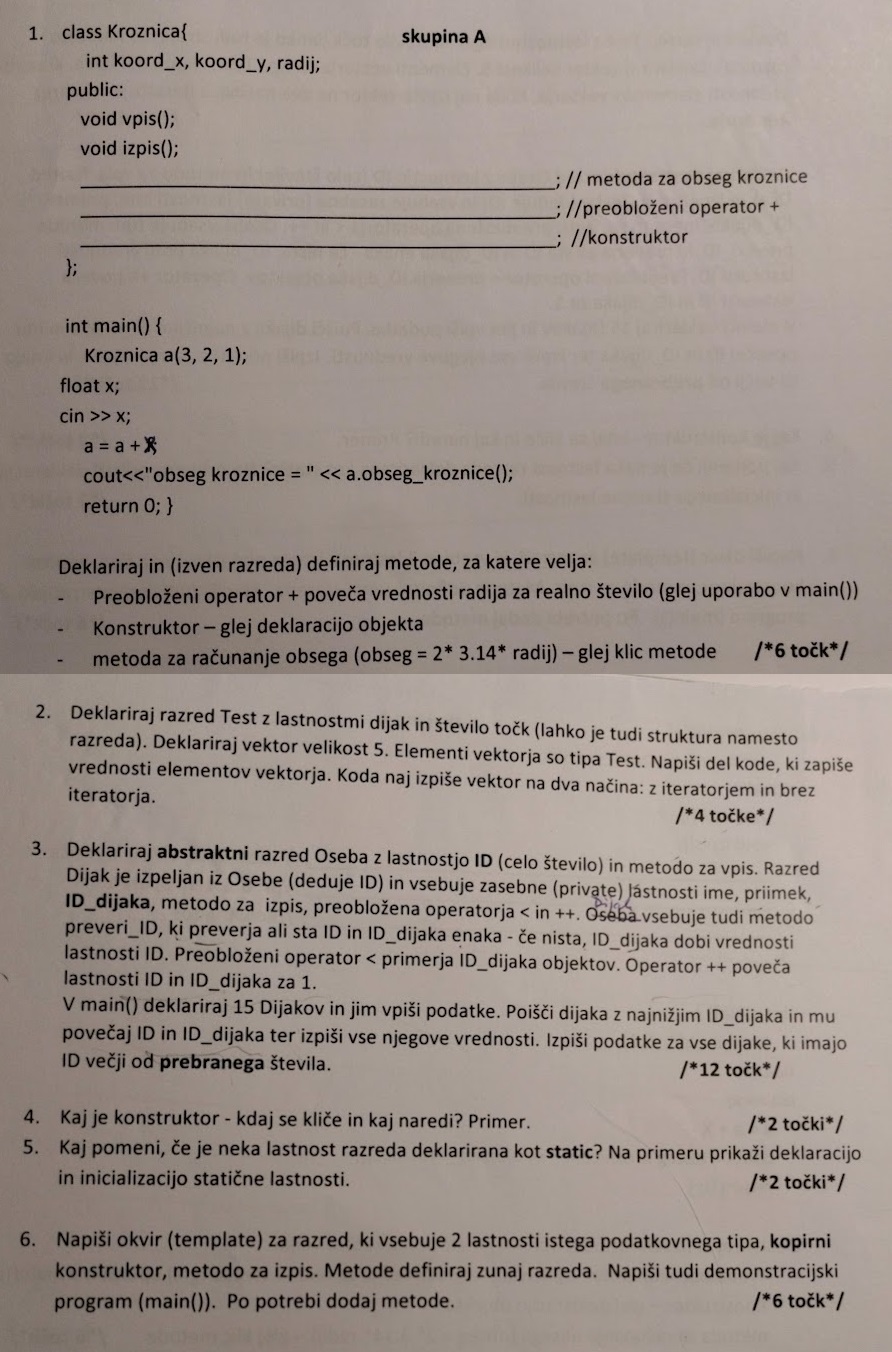 1. class Kroznica{ skupina A
int koord_x, koord_y, radij;
public:
void vpis();
void izpis();
______; // metoda za obseg kroznice
______; //preobloženi operator +
______; //konstruktor
};
int main() {
Kroznica a(3, 2, 1);
float x;
cin >> x;
a = a + X
cout<<"obseg kroznice = " << a.obseg_kroznice();
return 0; }
Deklariraj in (izven razreda) definiraj metode, za katere velja:
- Preobloženi operator + poveča vrednosti radija za realno število (glej uporabo v main())
- Konstruktor – glej deklaracijo objekta
- metoda za računanje obsega (obseg = 2* 3.14* radij) – glej klic metode /*6 točk*/
2. Deklariraj razred Test z lastnostmi dijak in število točk (lahko je tudi struktura namesto
razreda). Deklariraj vektor velikost 5. Elementi vektorja so tipa Test. Napiši del kode, ki zapiše
vrednosti elementov vektorja. Koda naj izpiše vektor na dva načina: z iteratorjem in brez
iteratorja.
/*4 točke*/
3. Deklariraj abstraktni razred Oseba z lastnostjo ID (celo število) in metodo za vpis. Razred
Dijak je izpeljan iz Osebe (deduje ID) in vsebuje zasebne (private) lastnosti ime, priimek,
ID_dijaka, metodo za izpis, preobložena operatorja < in ++. Oseba vsebuje tudi metodo
preveri_ID, ki preverja ali sta ID in ID_dijaka enaka - če nista, ID_dijaka dobi vrednosti
lastnosti ID. Preobloženi operator < primerja ID_dijaka objektov. Operator ++ poveča
lastnosti ID in ID_dijaka za 1.
V main() deklariraj 15 Dijakov in jim vpiši podatke. Poišči dijaka z najnižjim ID_dijaka in mu
povečaj ID in ID_dijaka ter izpiši vse njegove vrednosti. Izpiši podatke za vse dijake, ki imajo
ID večji od prebranega števila. /*12 točk*/
4. Kaj je konstruktor - kdaj se kliče in kaj naredi? Primer. /*2 točki*/
5. Kaj pomeni, če je neka lastnost razreda deklarirana kot static? Na primeru prikaži deklaracijo
in inicializacijo statične lastnosti. /*2 točki*/
6. Napiši okvir (template) za razred, ki vsebuje 2 lastnosti istega podatkovnega tipa, kopirni
konstruktor, metodo za izpis. Metode definiraj zunaj razreda. Napiši tudi demonstracijski
program (main()). Po potrebi dodaj metode. /*6 točk*/